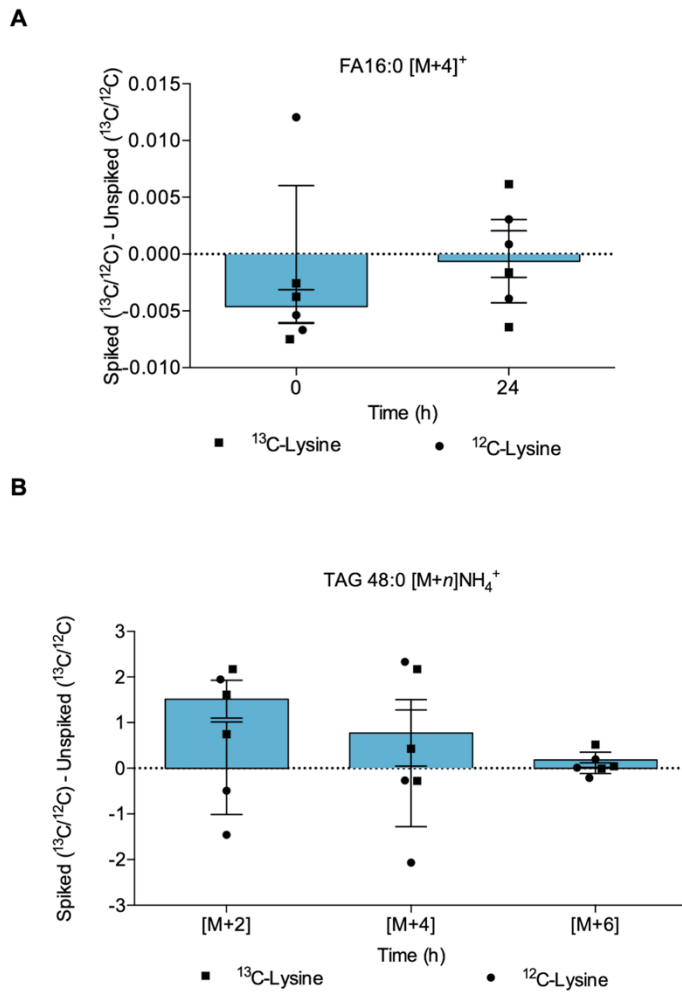 A
FA16:0 [M+4]⁺
Spiked (¹³C/¹²C) - Unspiked (¹³C/¹²C)
0.015
0.010
0.005
0.000
-0.005
-0.010
0
24
Time (h)
¹³C-Lysine
¹²C-Lysine
B
TAG 48:0 [M+n]NH₄⁺
Spiked (¹³C/¹²C) - Unspiked (¹³C/¹²C)
3
2
1
0
-1
-2
-3
[M+2]
[M+4]
[M+6]
Time (h)
¹³C-Lysine
¹²C-Lysine